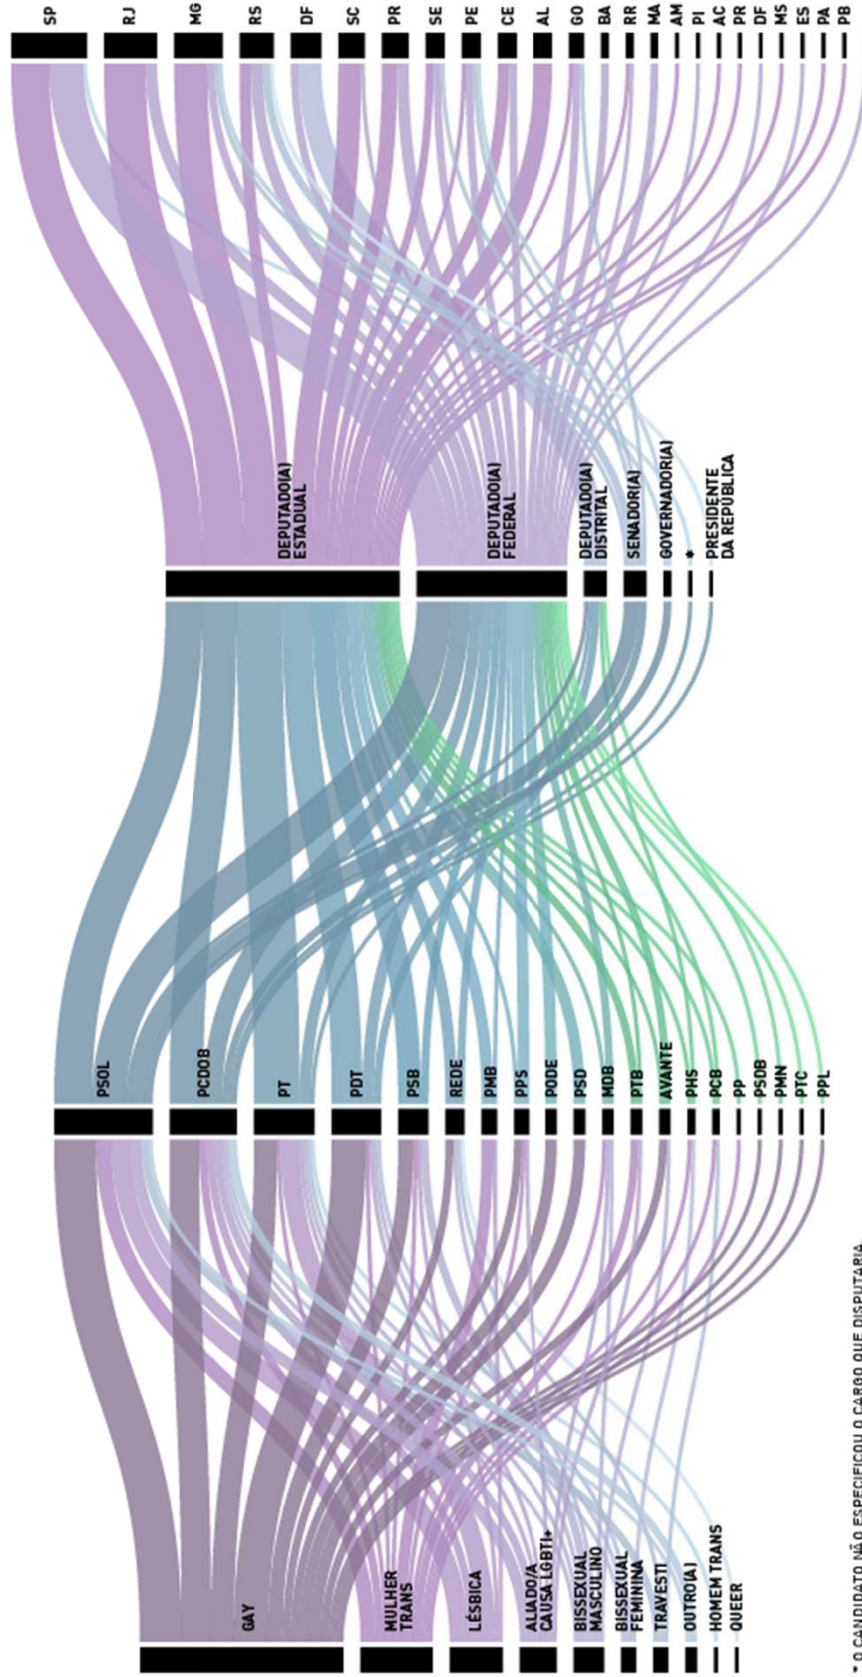 SP
RJ
MG
RS
DF
SC
PR
SE
PE
CE
AL
GO
BA
RR
MA
AM
PI
AC
PR
DF
MS
ES
PA
PB
DEPUTADO(A)
ESTADUAL
DEPUTADO(A)
FEDERAL
DEPUTADO(A)
DISTRITAL
SENADOR(A)
GOVERNADOR(A)
*
PRESIDENTE
DA REPÚBLICA
PSOL
PCDOB
PT
PDT
PSB
REDE
PMB
PPS
PODE
PSD
MDB
PTB
AVANTE
PHS
PCB
PP
PSDB
PMN
PTC
PPL
GAY
MULHER
TRANS
LÉSBICA
ALIADO/A
CAUSA LGBTI+
BISSEXUAL
MASCULINO
BISSEXUAL
FEMININA
TRAVESTI
OUTRO(A)
HOMEM TRANS
QUEER
* O CANDIDATO NÃO ESPECIFICOU O CARGO QUE DISPUTARIA.